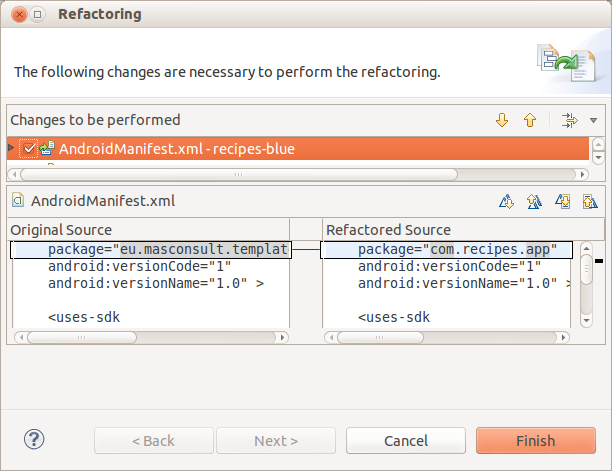 Refactoring
The following changes are necessary to perform the refactoring.
Changes to be performed
AndroidManifest.xml - recipes-blue
AndroidManifest.xml
Original Source
Refactored Source
package="eu.masconsult.templat
android:versionCode="1"
android:versionName="1.0" >
<uses-sdk
package="com.recipes.app"
android:versionCode="1"
android:versionName="1.0" >
<uses-sdk
?
< Back
Next >
Cancel
Finish